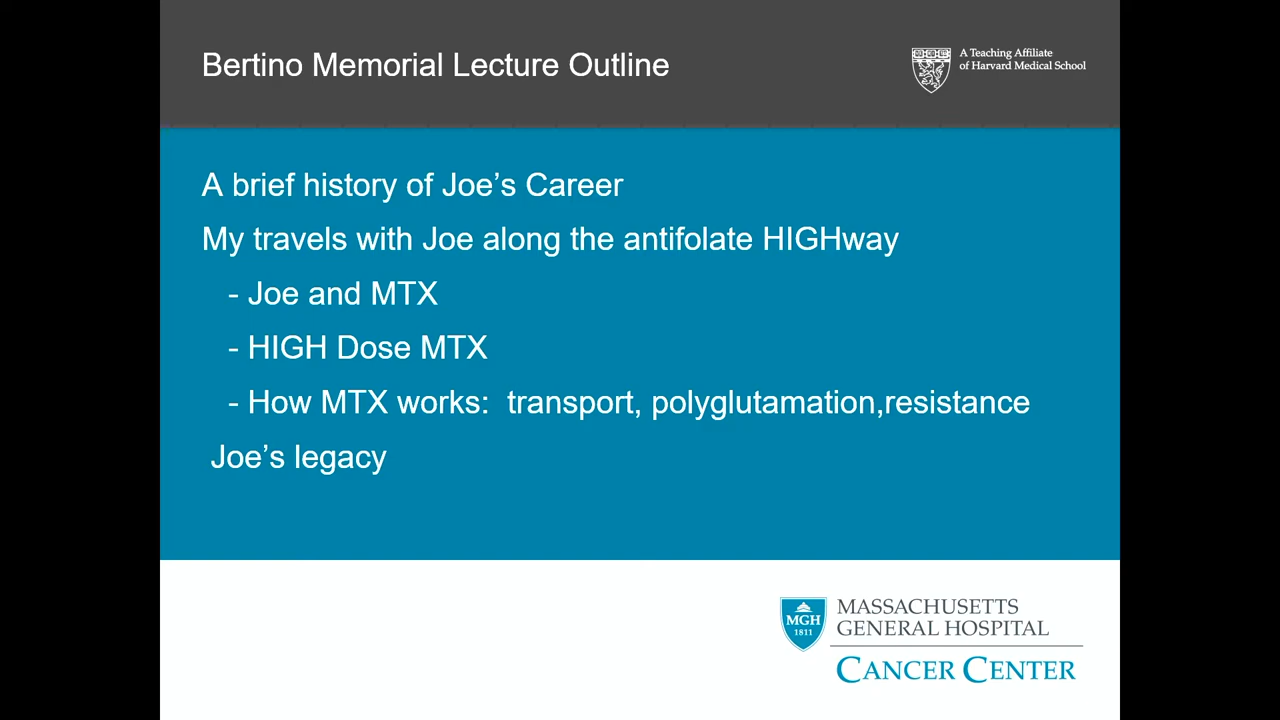 Bertino Memorial Lecture Outline
A Teaching Affiliate
of Harvard Medical School
A brief history of Joe’s Career
My travels with Joe along the antifolate HIGHway
- Joe and MTX
- HIGH Dose MTX
- How MTX works:  transport, polyglutamation,resistance
Joe’s legacy
MGH
1811
MASSACHUSETTS
GENERAL HOSPITAL
CANCER CENTER